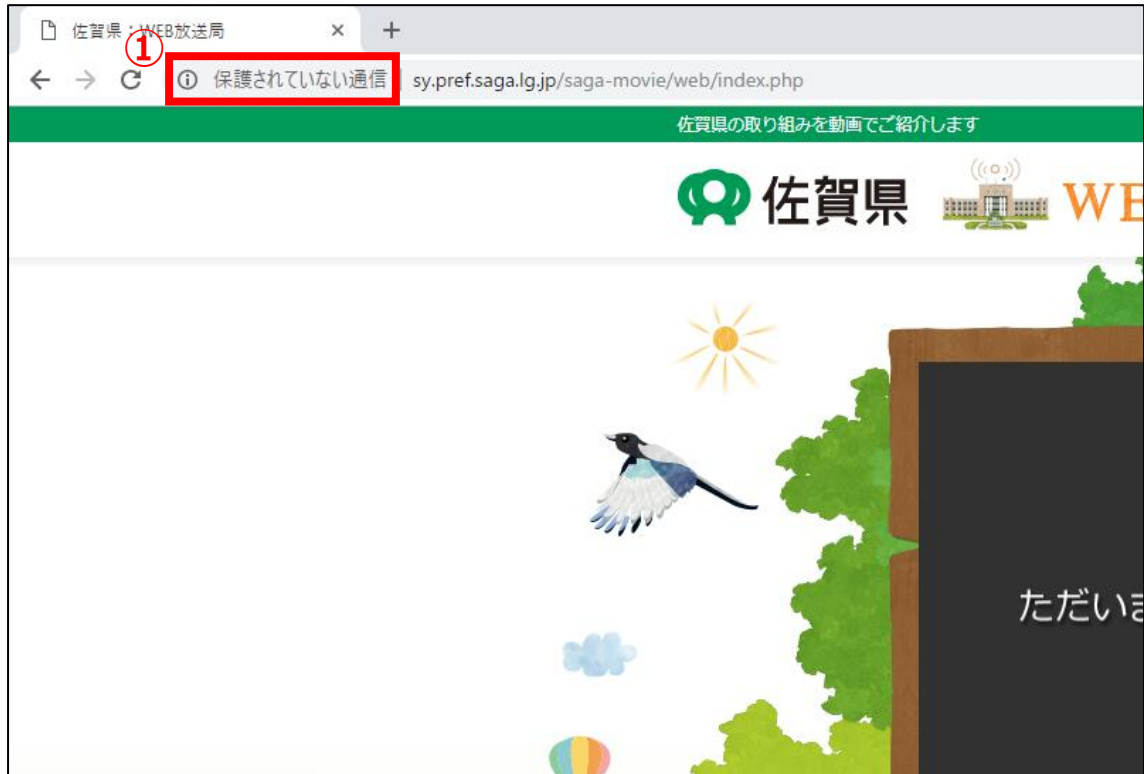 佐賀県：WEB放送局
①
保護されていない通信 sy.pref.saga.lg.jp/saga-movie/web/index.php
佐賀県の取り組みを動画でご紹介します
佐賀県 WE
ただいま